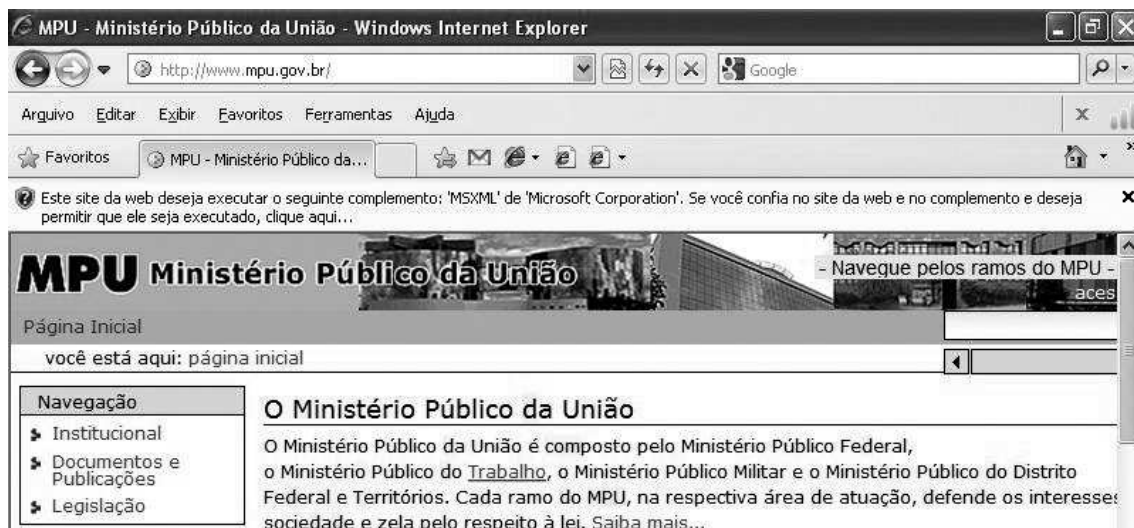 MPU - Ministério Público da União - Windows Internet Explorer
http://www.mpu.gov.br/
Google
Arquivo Editar Exibir Favoritos Ferramentas Ajuda
Favoritos MPU - Ministério Público da...
Este site da web deseja executar o seguinte complemento: 'MSXML' de 'Microsoft Corporation'. Se você confia no site da web e no complemento e deseja
permitir que ele seja executado, clique aqui...
MPU Ministério Público da União
- Navegue pelos ramos do MPU -
aces
Página Inicial
você está aqui: página inicial
Navegação
Institucional
Documentos e
Publicações
Legislação
O Ministério Público da União
O Ministério Público da União é composto pelo Ministério Público Federal,
o Ministério Público do Trabalho, o Ministério Público Militar e o Ministério Público do Distrito
Federal e Territórios. Cada ramo do MPU, na respectiva área de atuação, defende os interesses
sociedade e zela pelo respeito à lei. Saiba mais...